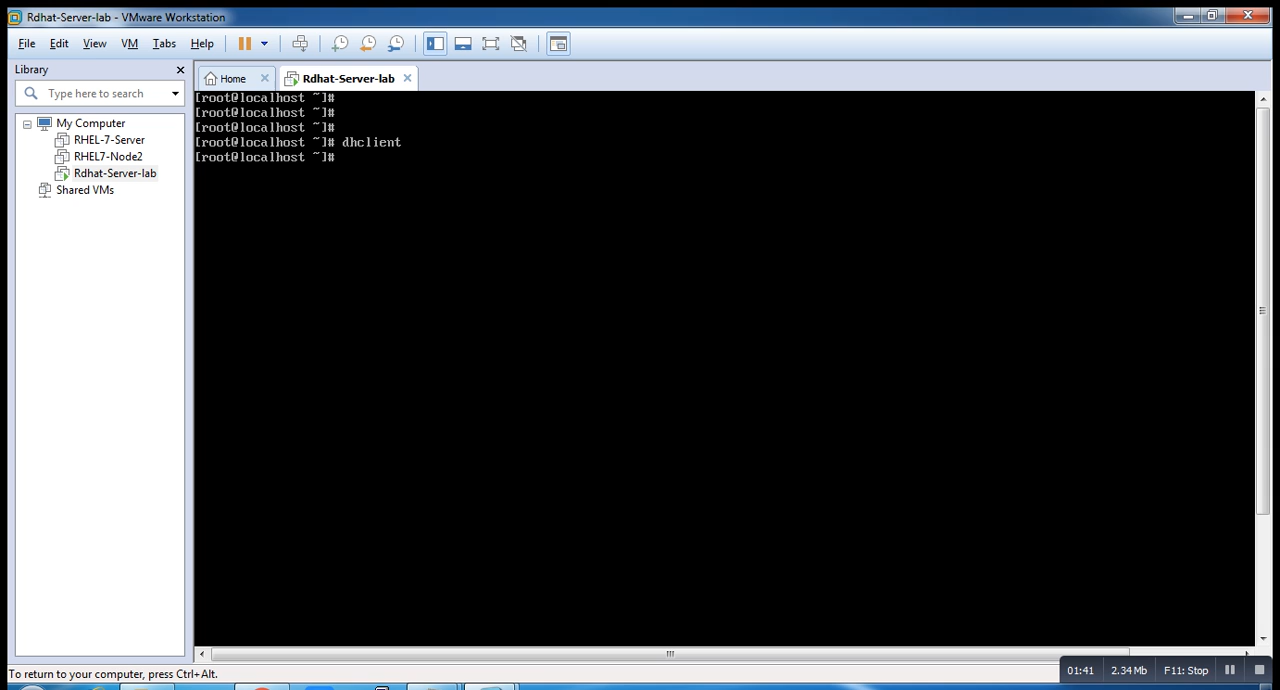 Rdhat-Server-lab - VMware Workstation
File Edit View VM Tabs Help
Library
Home Rdhat-Server-lab
Type here to search
My Computer
RHEL-7-Server
RHEL7-Node2
Rdhat-Server-lab
Shared VMs
[root@localhost ~]#
[root@localhost ~]#
[root@localhost ~]#
[root@localhost ~]# dhclient
[root@localhost ~]#
To return to your computer, press Ctrl+Alt.
01:41 2.34 Mb F11: Stop